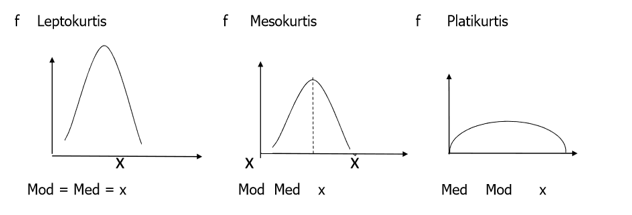 f Leptokurtis
f Mesokurtis
f Platikurtis
X
X
X
Mod = Med = x
Mod Med x
Med Mod x